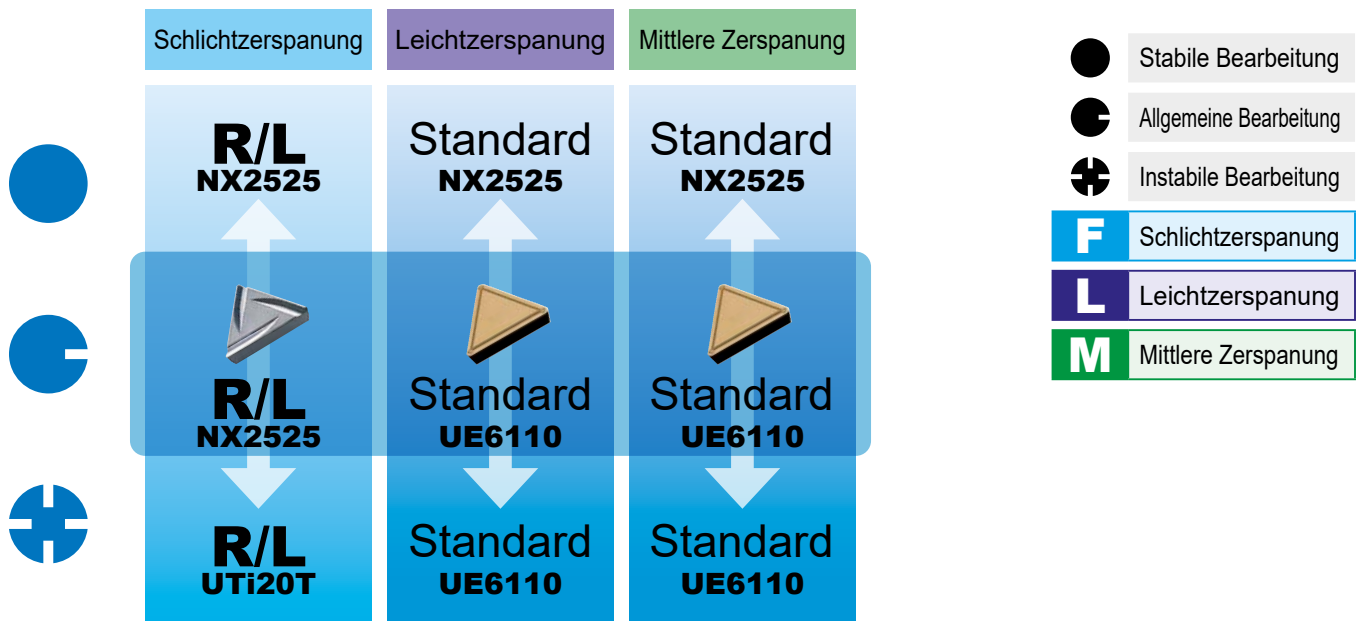 Schlichtzerspanung
Leichtzerspanung
Mittlere Zerspanung
R/L
NX2525
Standard
NX2525
Standard
NX2525
R/L
NX2525
Standard
UE6110
Standard
UE6110
R/L
UTi20T
Standard
UE6110
Standard
UE6110
Stabile Bearbeitung
Allgemeine Bearbeitung
Instabile Bearbeitung
F Schlichtzerspanung
L Leichtzerspanung
M Mittlere Zerspanung